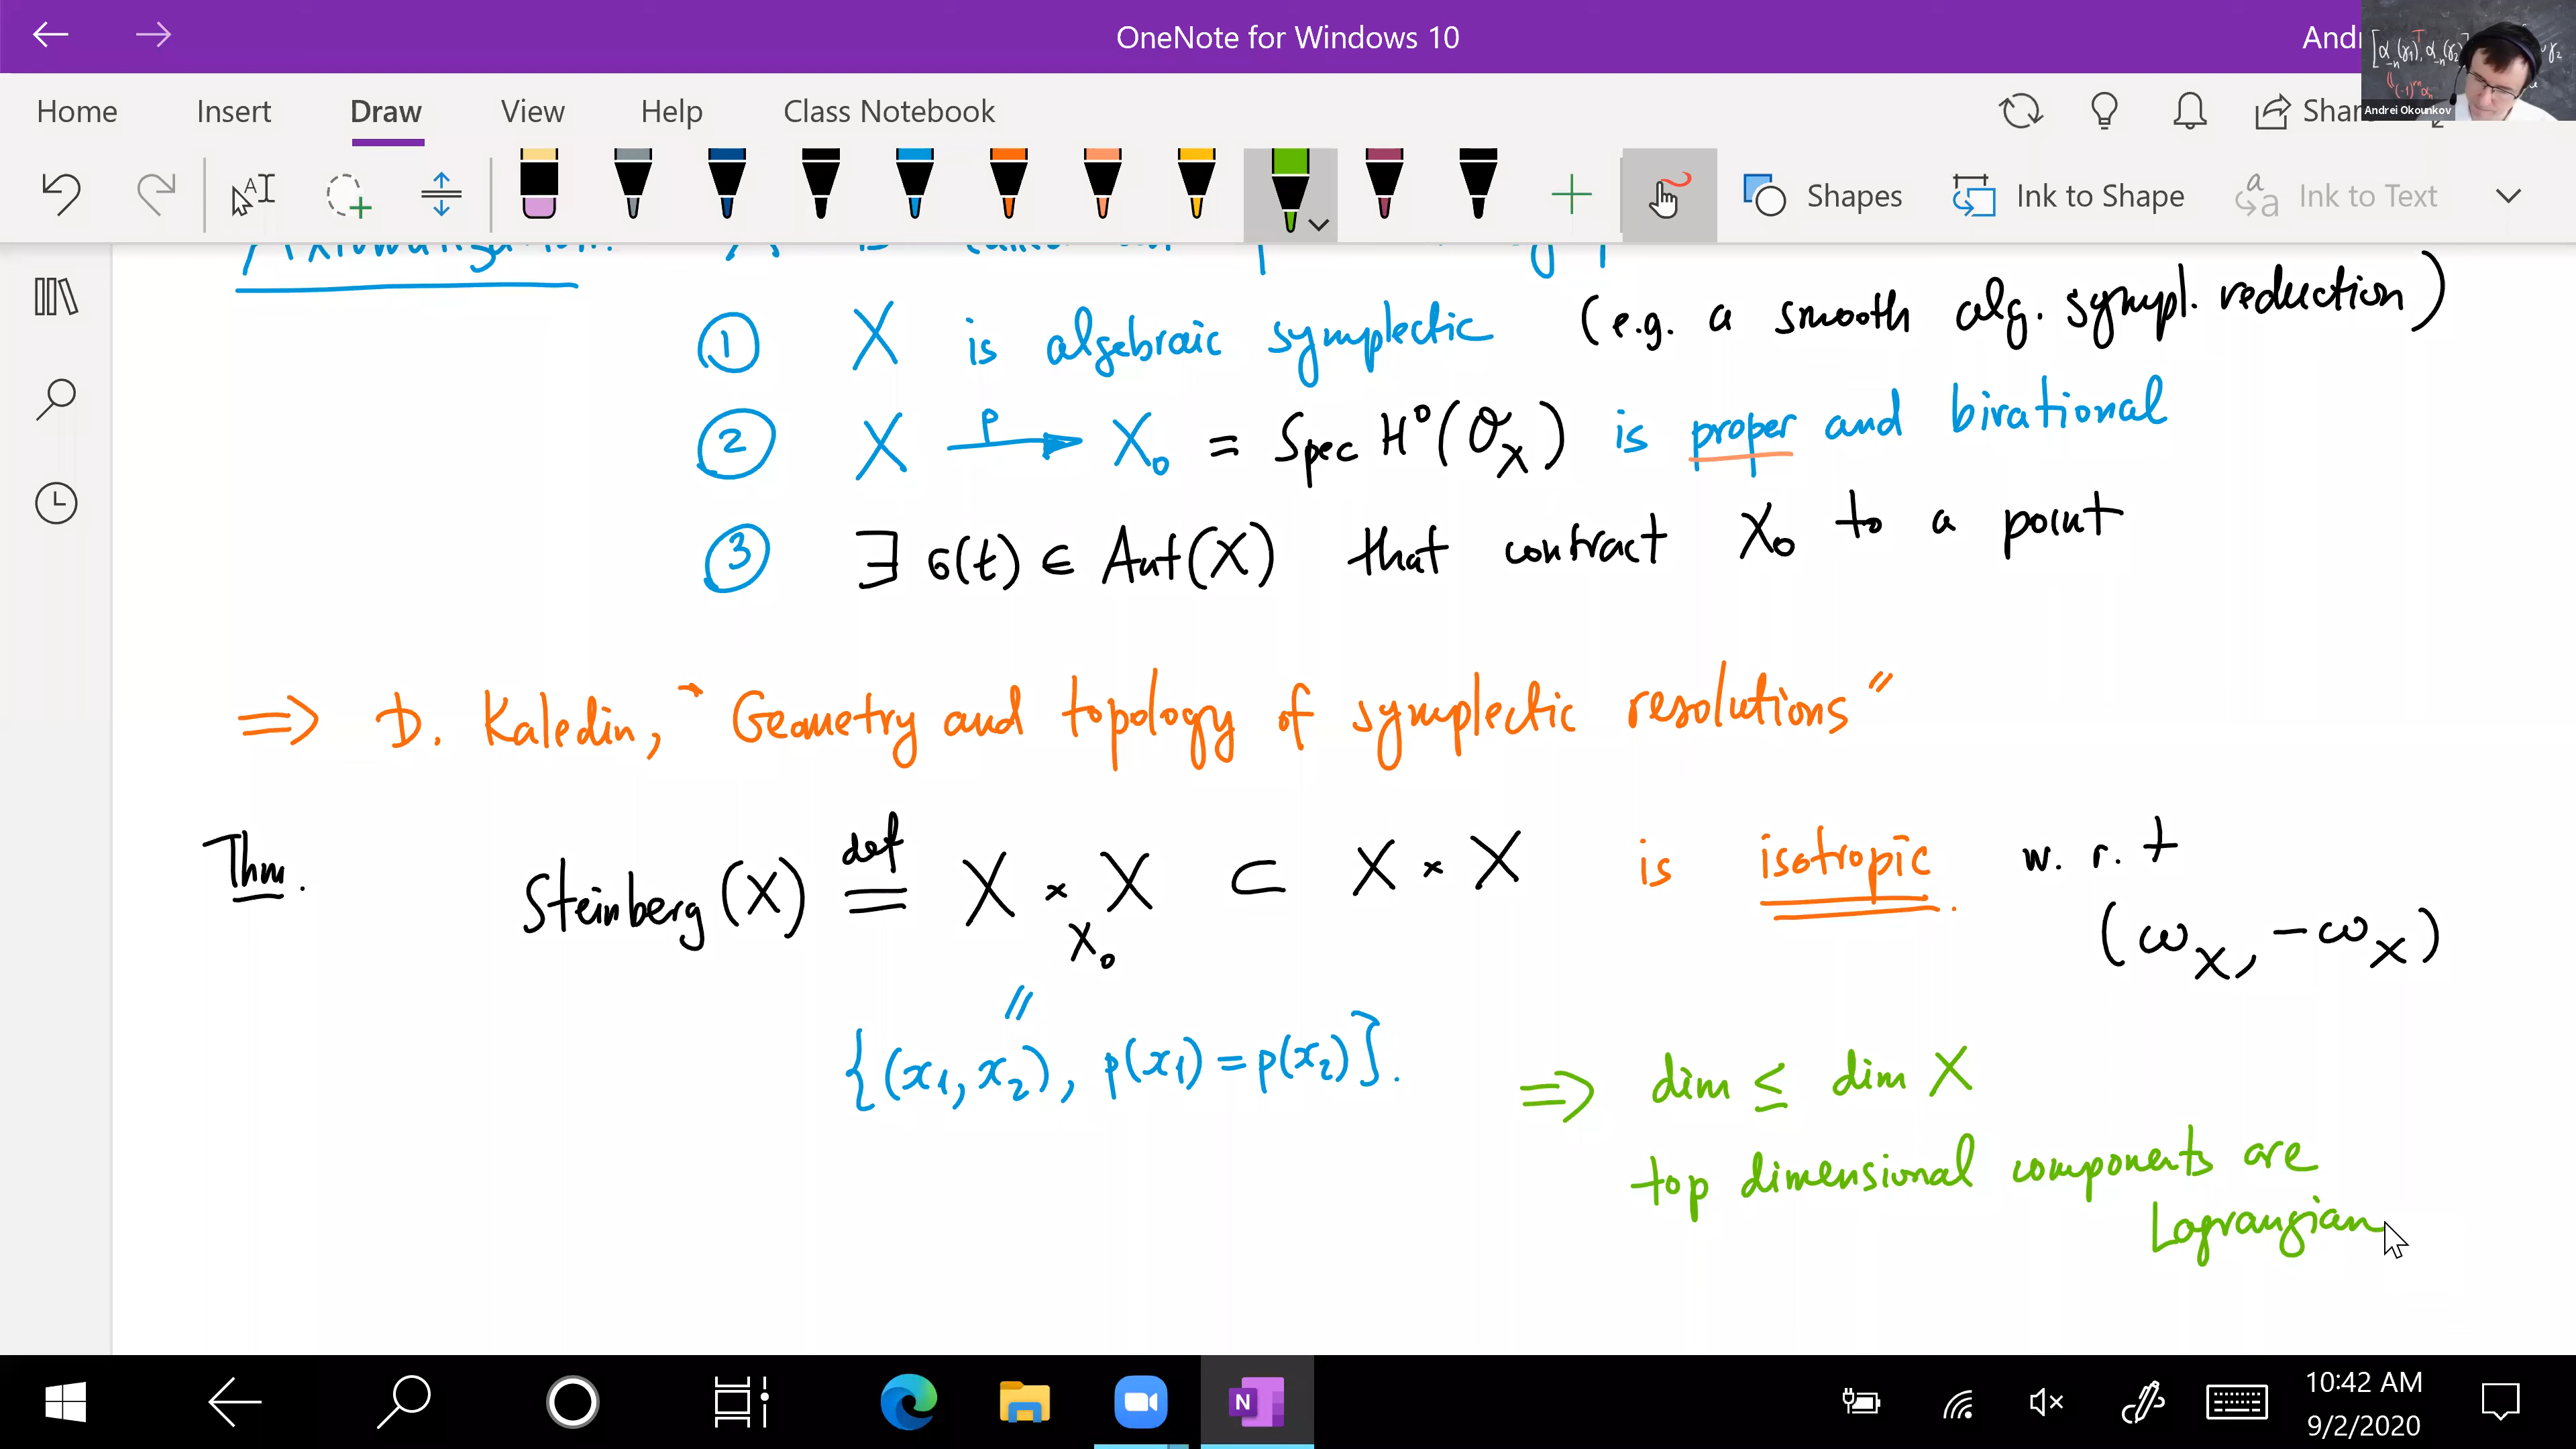 OneNote for Windows 10
Andr
Andrei Okounkov
Home Insert Draw View Help Class Notebook Shar
Shapes Ink to Shape Ink to Text
① X is algebraic symplectic (e.g. a smooth alg. sympl. reduction)
② X —p→ X₀ = Spec H⁰(O_X) is proper and birational
③ ∃ σ(t) ∈ Aut(X) that contract X₀ to a point
⇒ D. Kaledin, "Geometry and topology of symplectic resolutions"
Thm. Steinberg(X) =def X ×_{X₀} X ⊂ X × X is isotropic. w.r.t
(ω_X, -ω_X)
=
{(x₁, x₂), p(x₁) = p(x₂)}.
⇒ dim ≤ dim X
top dimensional components are
Lagrangian
10:42 AM
9/2/2020